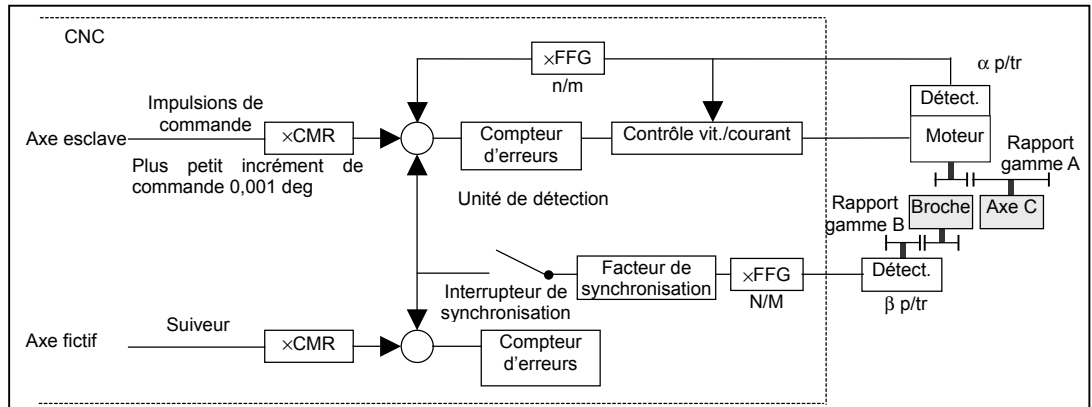 CNC
×FFG
n/m
α p/tr
Détect.
Moteur
Impulsions de
commande
Axe esclave
×CMR
Compteur
d'erreurs
Contrôle vit./courant
Rapport
gamme A
Plus petit incrément de
commande 0,001 deg
Unité de détection
Rapport
gamme B
Broche
Axe C
Interrupteur de
synchronisation
Facteur de
synchronisation
×FFG
N/M
Détect.
β p/tr
Axe fictif
Suiveur
×CMR
Compteur
d'erreurs